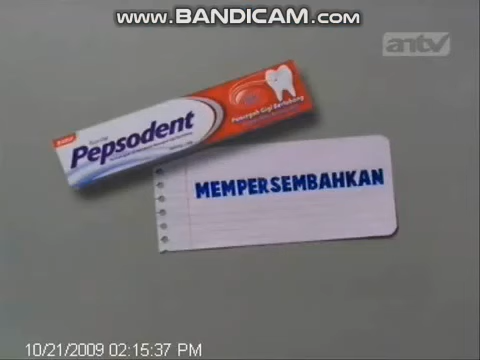 WWW.BANDICAM.COM
antv
Pepsodent
Pencegah Gigi Berlubang
MEMPERSEMBAHKAN
10/21/2009 02:15:37 PM